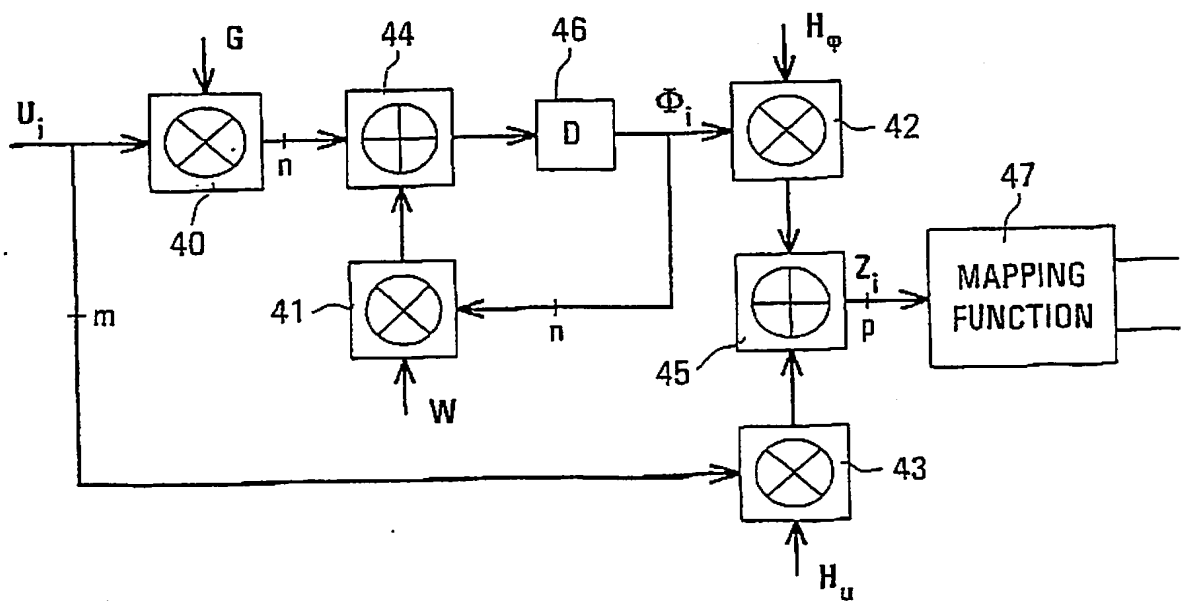 G
44
46
H_φ
U_i
n
D
Φ_i
42
40
47
Z_i
MAPPING
FUNCTION
41
n
p
m
45
W
43
H_u